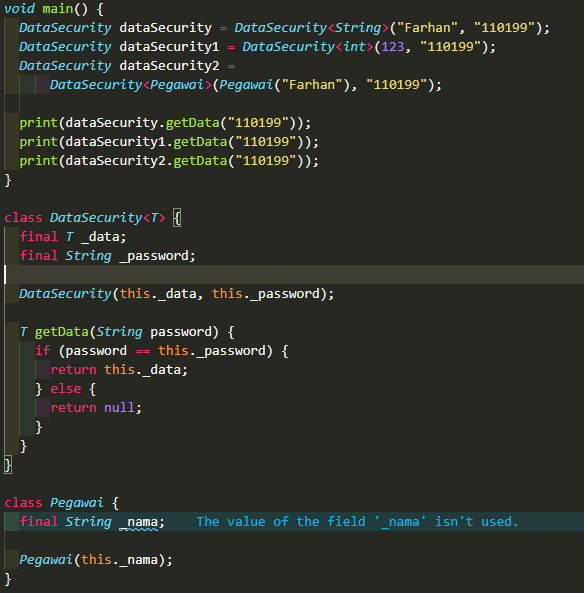 void main() {
DataSecurity dataSecurity = DataSecurity<String>("Farhan", "110199");
DataSecurity dataSecurity1 = DataSecurity<int>(123, "110199");
DataSecurity dataSecurity2 =
DataSecurity<Pegawai>(Pegawai("Farhan"), "110199");
print(dataSecurity.getData("110199"));
print(dataSecurity1.getData("110199"));
print(dataSecurity2.getData("110199"));
}
class DataSecurity<T> {
final T _data;
final String _password;
DataSecurity(this._data, this._password);
T getData(String password) {
if (password == this._password) {
return this._data;
} else {
return null;
}
}
}
class Pegawai {
final String _nama; The value of the field '_nama' isn't used.
Pegawai(this._nama);
}